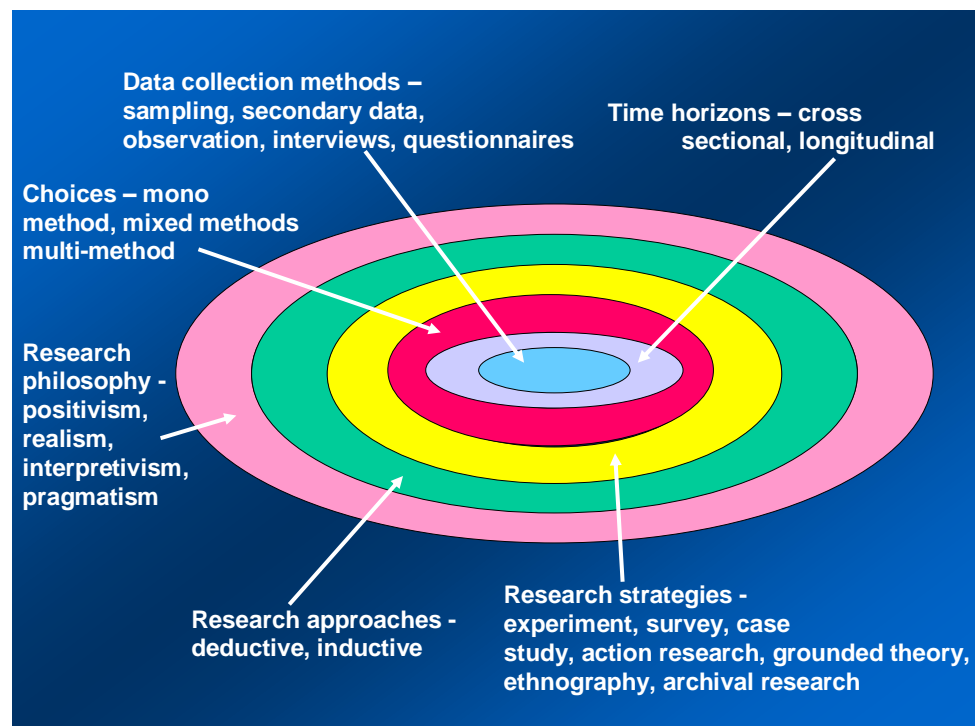 Data collection methods –
sampling, secondary data,
observation, interviews, questionnaires
Time horizons – cross
sectional, longitudinal
Choices – mono
method, mixed methods
multi-method
Research
philosophy -
positivism,
realism,
interpretivism,
pragmatism
Research approaches -
deductive, inductive
Research strategies -
experiment, survey, case
study, action research, grounded theory,
ethnography, archival research